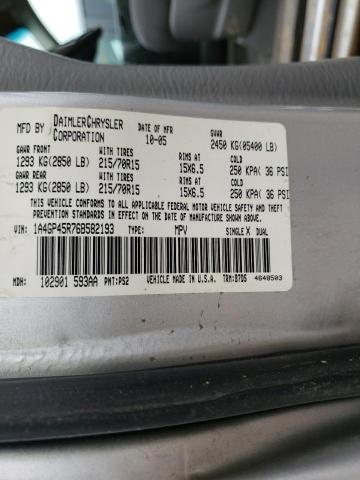 MFD BY DAIMLERCHRYSLER CORPORATION DATE OF MFR 10-05 GVWR 2450 KG(05400 LB)
GAWR FRONT WITH TIRES RIMS AT COLD
1293 KG(2850 LB) 215/70R15 15X6.5 250 KPA( 36 PSI
GAWR REAR WITH TIRES RIMS AT COLD
1293 KG(2850 LB) 215/70R15 15X6.5 250 KPA( 36 PSI
THIS VEHICLE CONFORMS TO ALL APPLICABLE FEDERAL MOTOR VEHICLE
SAFETY, BUMPER, AND THEFT PREVENTION STANDARDS IN EFFECT ON THE
DATE OF MANUFACTURE SHOWN ABOVE.
VIN: 1A4GP45R76B582193 TYPE: MPV SINGLE X DUAL
MDH: 102901 593AA PNT:PS2 VEHICLE MADE IN U.S.A. TRM:B7D5
4648503